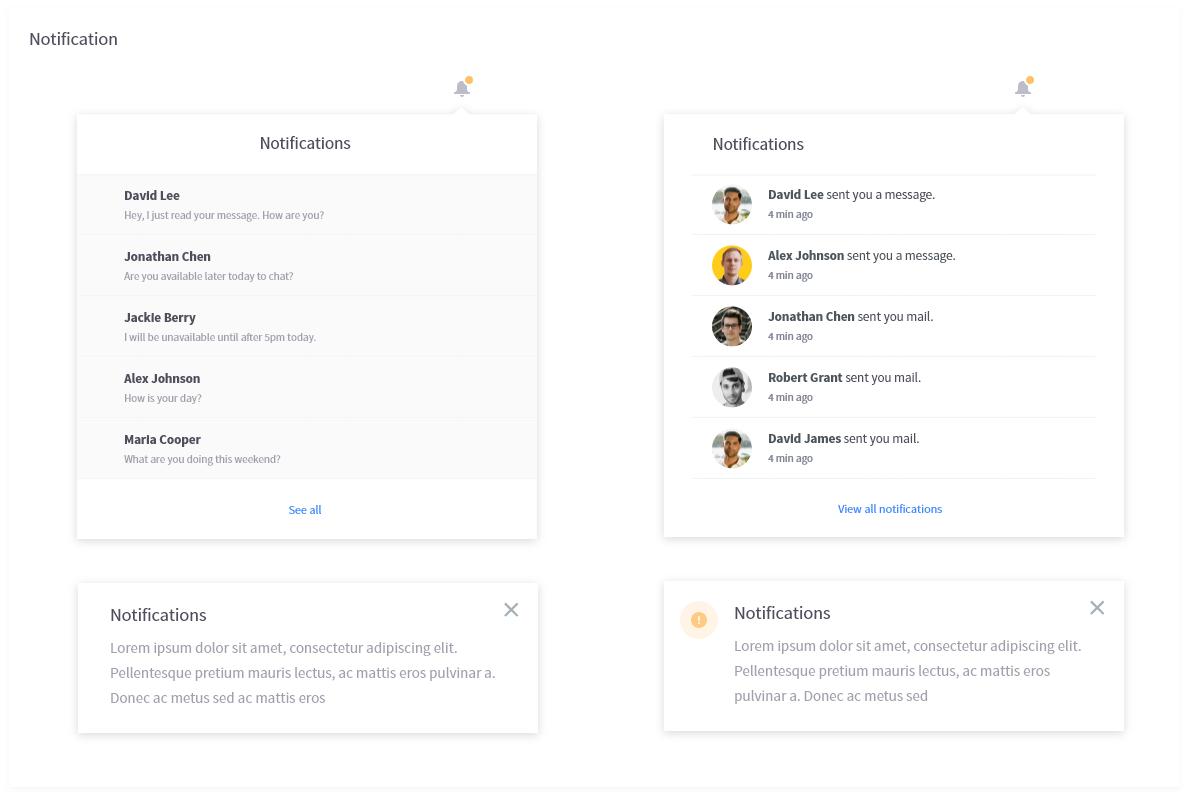 Notification
Notifications
David Lee
Hey, I just read your message. How are you?
Jonathan Chen
Are you available later today to chat?
Jackie Berry
I will be unavailable until after 5pm today.
Alex Johnson
How is your day?
Maria Cooper
What are you doing this weekend?
See all
Notifications
David Lee sent you a message.
4 min ago
Alex Johnson sent you a message.
4 min ago
Jonathan Chen sent you mail.
4 min ago
Robert Grant sent you mail.
4 min ago
David James sent you mail.
4 min ago
View all notifications
Notifications
Lorem ipsum dolor sit amet, consectetur adipiscing elit.
Pellentesque pretium mauris lectus, ac mattis eros pulvinar a.
Donec ac metus sed ac mattis eros
Notifications
Lorem ipsum dolor sit amet, consectetur adipiscing elit.
Pellentesque pretium mauris lectus, ac mattis eros
pulvinar a. Donec ac metus sed